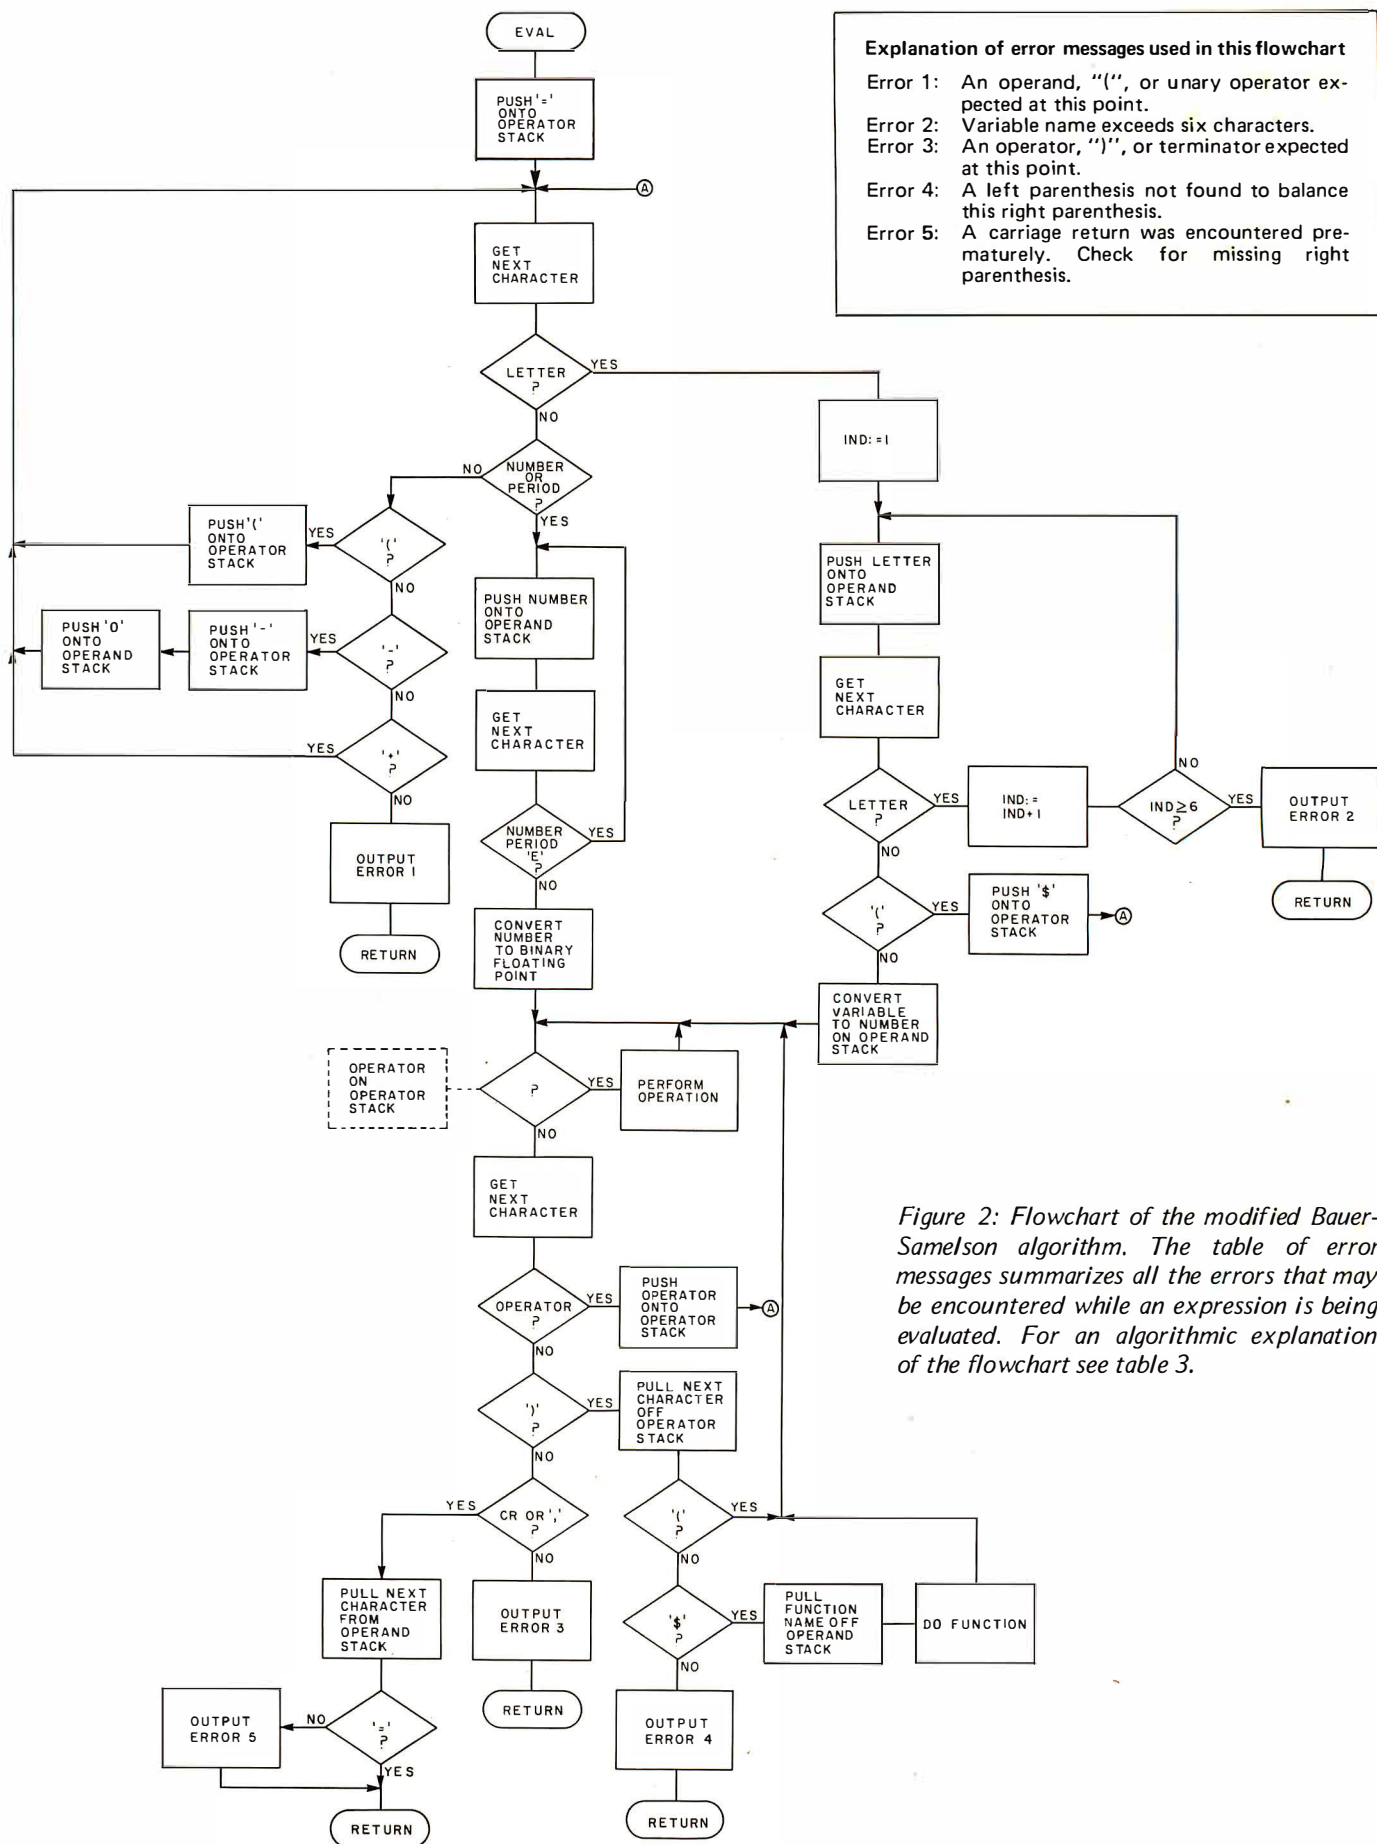 EVAL
PUSH '='
ONTO
OPERATOR
STACK
A
GET
NEXT
CHARACTER
LETTER
?
YES
NO
NUMBER
OR
PERIOD
?
NO
YES
'('
?
YES
NO
PUSH '('
ONTO
OPERATOR
STACK
'-'
?
YES
NO
PUSH '-'
ONTO
OPERATOR
STACK
PUSH '0'
ONTO
OPERAND
STACK
'+'
?
YES
NO
OUTPUT
ERROR 1
RETURN
PUSH NUMBER
ONTO
OPERAND
STACK
GET
NEXT
CHARACTER
NUMBER
PERIOD
'E'
?
YES
NO
CONVERT
NUMBER
TO BINARY
FLOATING
POINT
Explanation of error messages used in this flowchart
Error 1: An operand, "(", or unary operator ex-
pected at this point.
Error 2: Variable name exceeds six characters.
Error 3: An operator, ")", or terminator expected
at this point.
Error 4: A left parenthesis not found to balance
this right parenthesis.
Error 5: A carriage return was encountered pre-
maturely. Check for missing right
parenthesis.
IND:=1
PUSH LETTER
ONTO
OPERAND
STACK
GET
NEXT
CHARACTER
LETTER
?
YES
NO
IND:=
IND+1
IND≥6
?
NO
YES
OUTPUT
ERROR 2
RETURN
'('
?
YES
NO
PUSH '$'
ONTO
OPERATOR
STACK
A
CONVERT
VARIABLE
TO NUMBER
ON OPERAND
STACK
OPERATOR
ON
OPERATOR
STACK
?
YES
NO
PERFORM
OPERATION
GET
NEXT
CHARACTER
OPERATOR
?
YES
NO
PUSH
OPERATOR
ONTO
OPERATOR
STACK
A
')'
?
YES
NO
PULL NEXT
CHARACTER
OFF
OPERATOR
STACK
CR OR ','
?
YES
NO
'('
?
YES
NO
PULL NEXT
CHARACTER
FROM
OPERAND
STACK
OUTPUT
ERROR 3
RETURN
'$'
?
YES
NO
PULL
FUNCTION
NAME OFF
OPERAND
STACK
DO FUNCTION
OUTPUT
ERROR 5
'='
?
NO
YES
RETURN
OUTPUT
ERROR 4
RETURN
Figure 2: Flowchart of the modified Bauer-
Samelson algorithm. The table of error
messages summarizes all the errors that may
be encountered while an expression is being
evaluated. For an algorithmic explanation
of the flowchart see table 3.